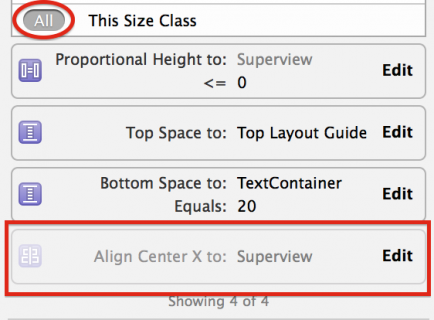 All This Size Class
Proportional Height to: Superview Edit
<= 0
Top Space to: Top Layout Guide Edit
Bottom Space to: TextContainer Edit
Equals: 20
Align Center X to: Superview Edit
Showing 4 of 4